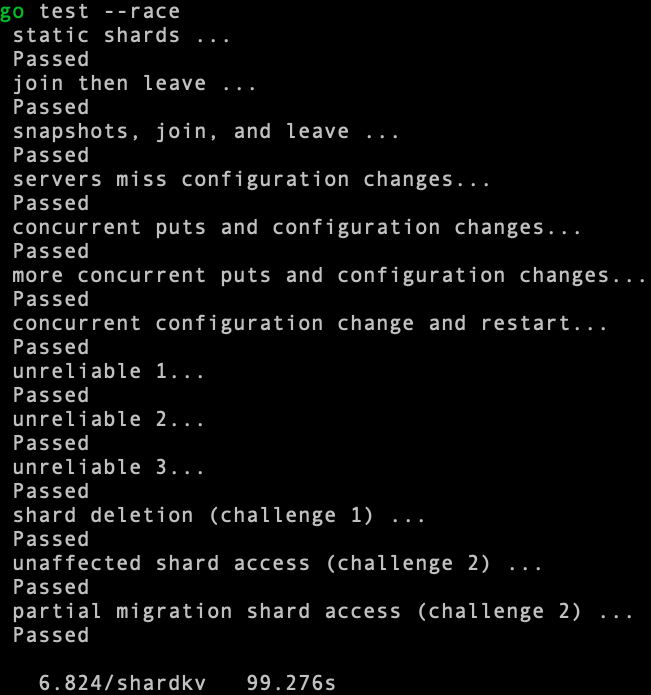 go test --race
static shards ...
Passed
join then leave ...
Passed
snapshots, join, and leave ...
Passed
servers miss configuration changes...
Passed
concurrent puts and configuration changes...
Passed
more concurrent puts and configuration changes...
Passed
concurrent configuration change and restart...
Passed
unreliable 1...
Passed
unreliable 2...
Passed
unreliable 3...
Passed
shard deletion (challenge 1) ...
Passed
unaffected shard access (challenge 2) ...
Passed
partial migration shard access (challenge 2) ...
Passed
6.824/shardkv 99.276s